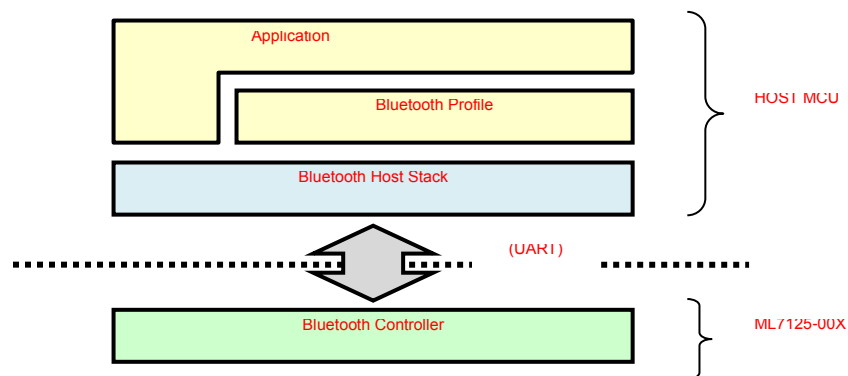 Application
HOST MCU
Bluetooth Profile
Bluetooth Host Stack
(UART)
Bluetooth Controller
ML7125-00X